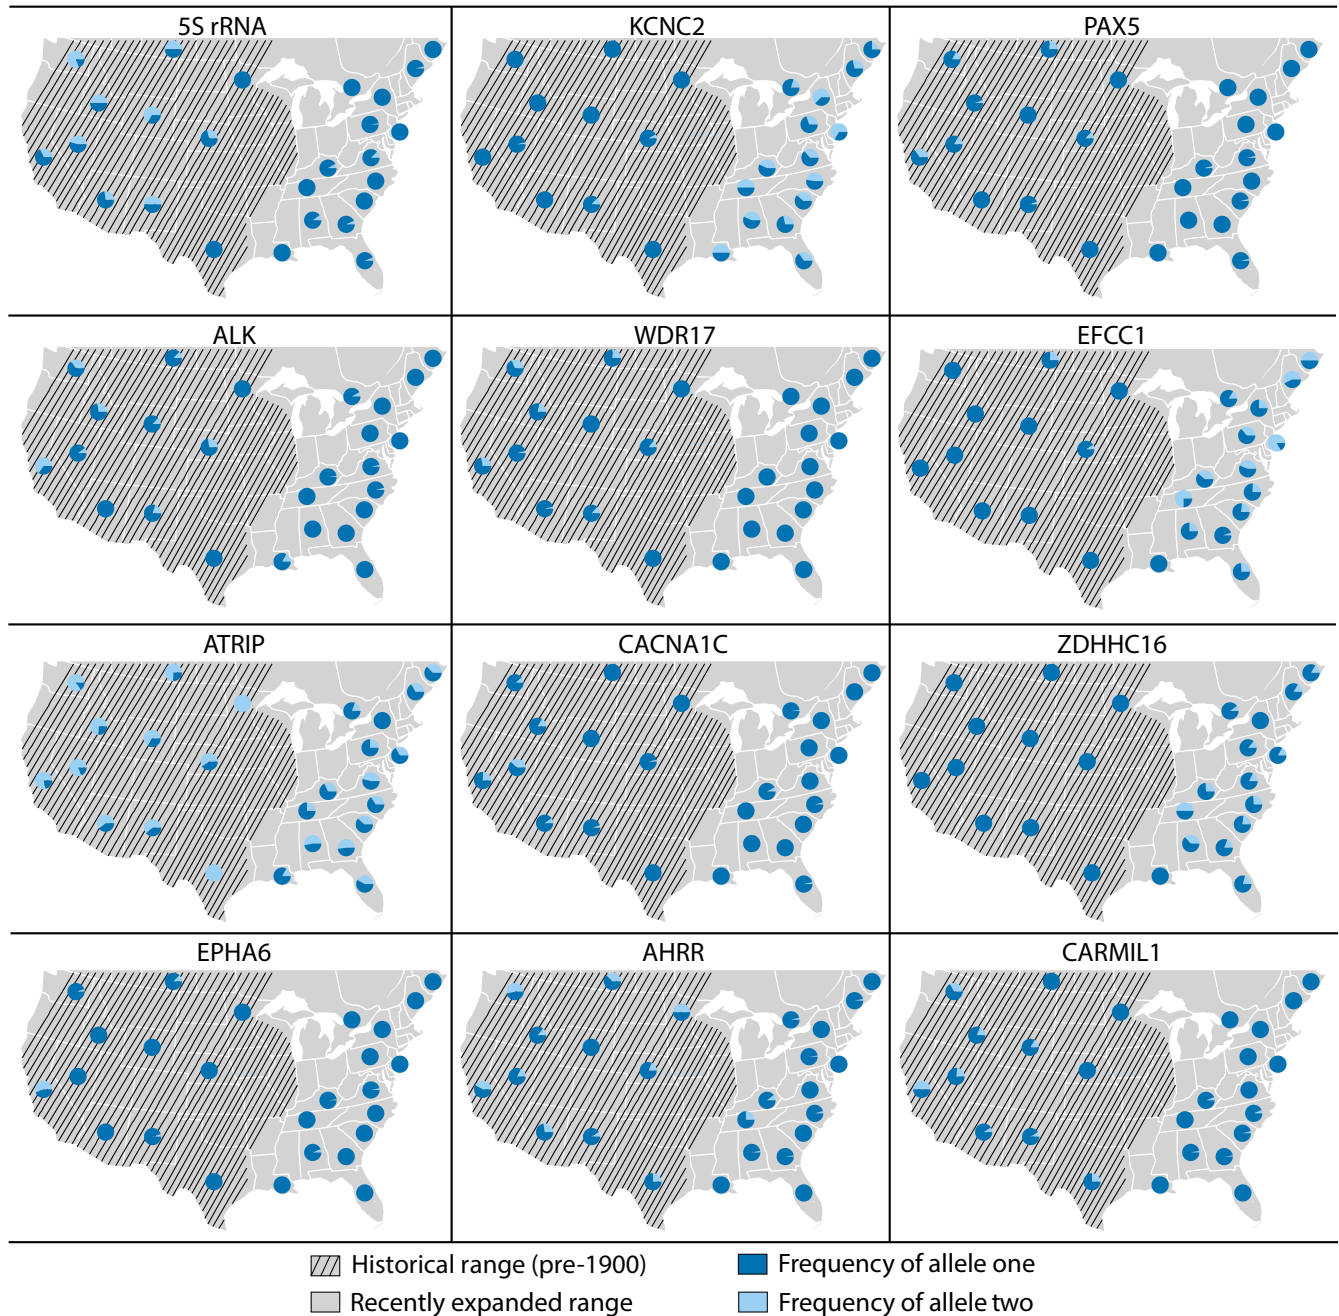 5S rRNA
KCNC2
PAX5
ALK
WDR17
EFCC1
ATRIP
CACNA1C
ZDHHC16
EPHA6
AHRR
CARMIL1
Historical range (pre-1900)
Frequency of allele one
Recently expanded range
Frequency of allele two